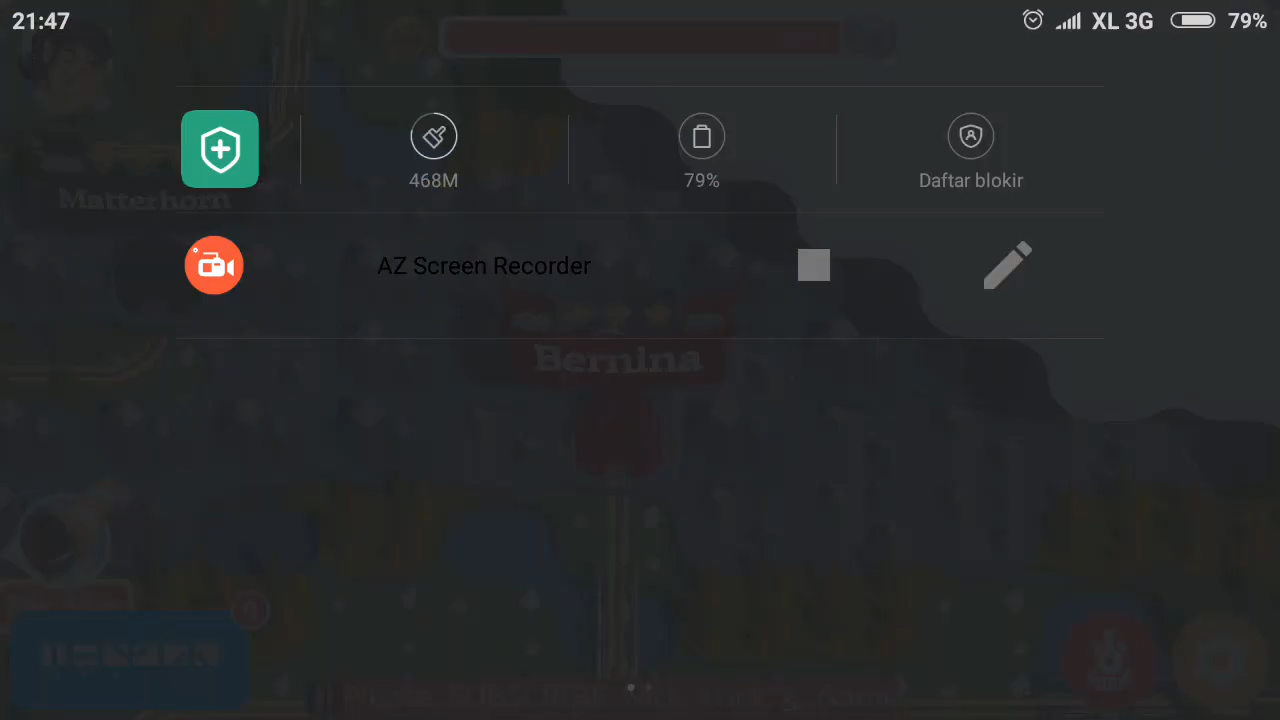 21:47
XL 3G
79%
468M
79%
Daftar blokir
Matterhorn
AZ Screen Recorder
Bernina